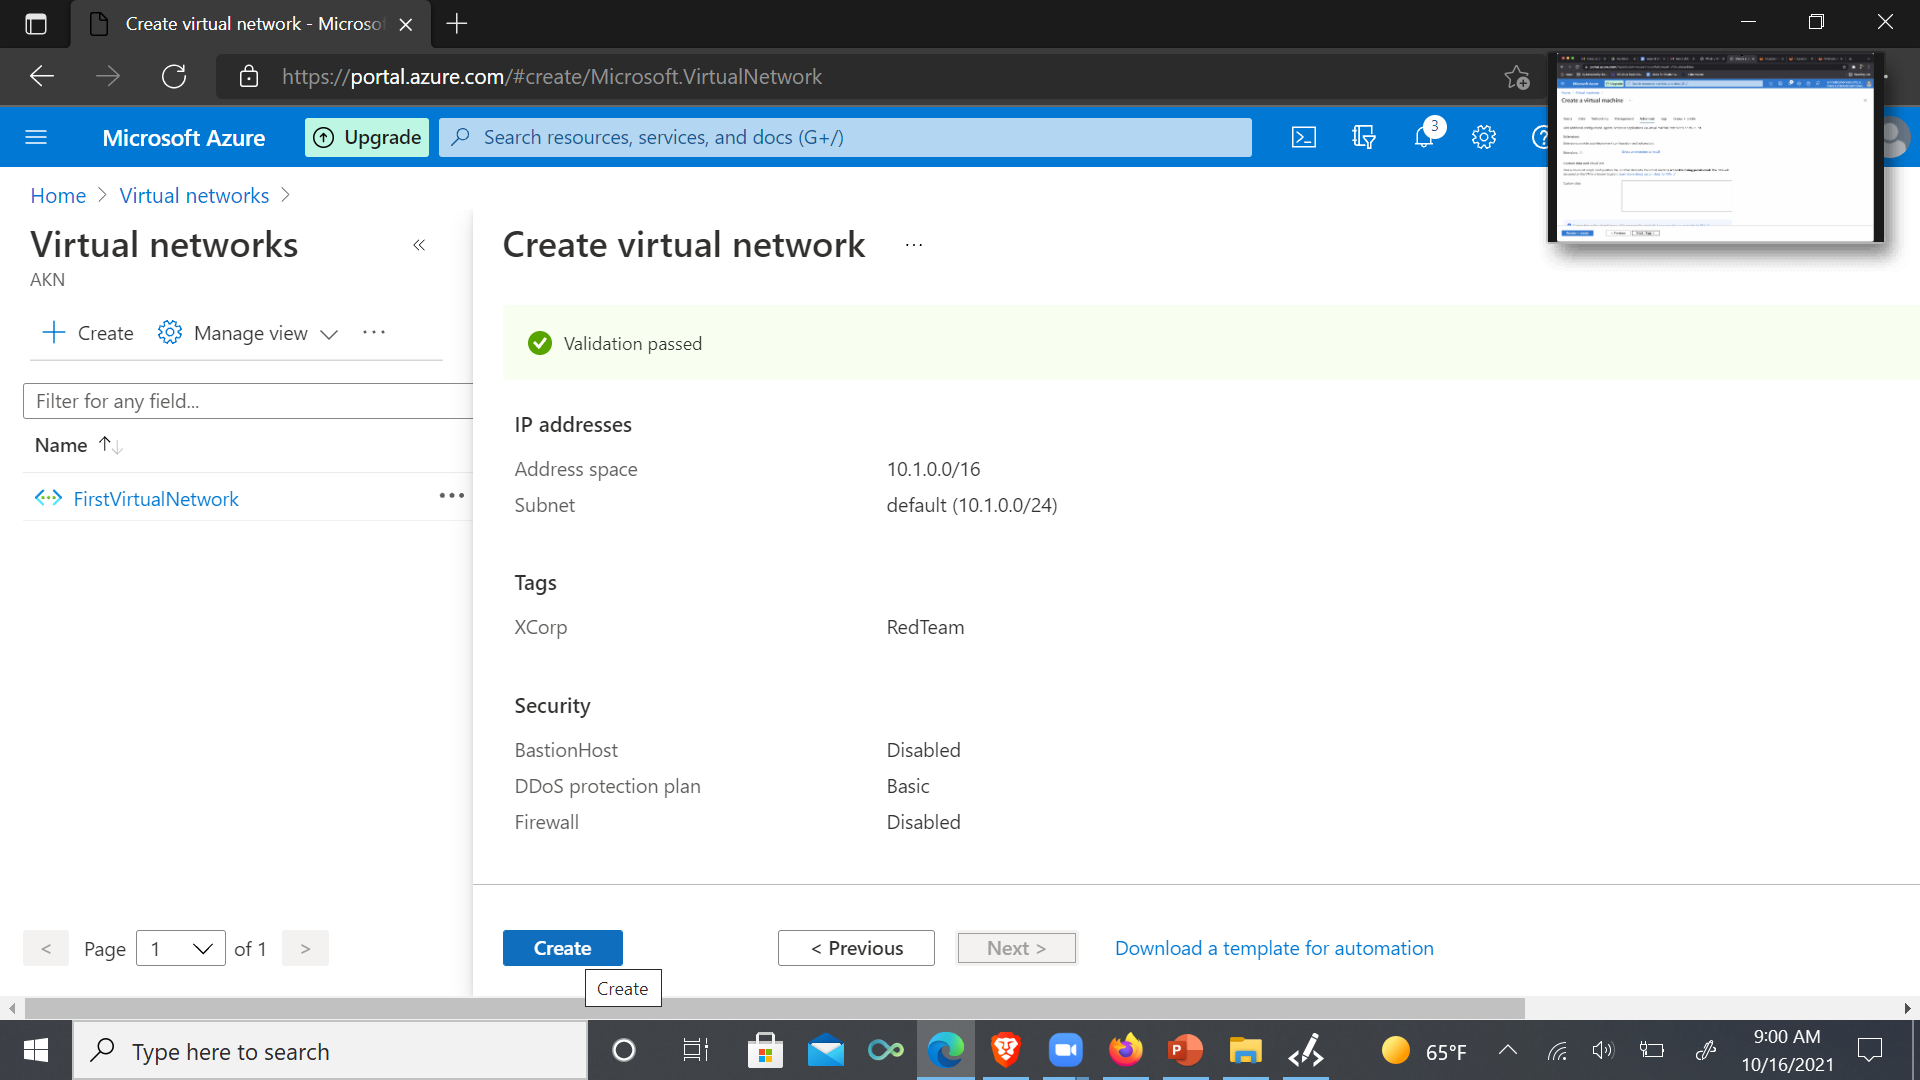 Create virtual network - Microso
https://portal.azure.com/#create/Microsoft.VirtualNetwork
Microsoft Azure
Upgrade
Search resources, services, and docs (G+/)
3
Create a virtual machine
Home > Virtual networks >
Virtual networks
AKN
Create
Manage view
Filter for any field...
Name
FirstVirtualNetwork
< Page 1 of 1 >
Create virtual network
Validation passed
IP addresses
Address space 10.1.0.0/16
Subnet default (10.1.0.0/24)
Tags
XCorp RedTeam
Security
BastionHost Disabled
DDoS protection plan Basic
Firewall Disabled
Create
< Previous
Next >
Download a template for automation
Create
Type here to search
65°F
9:00 AM
10/16/2021